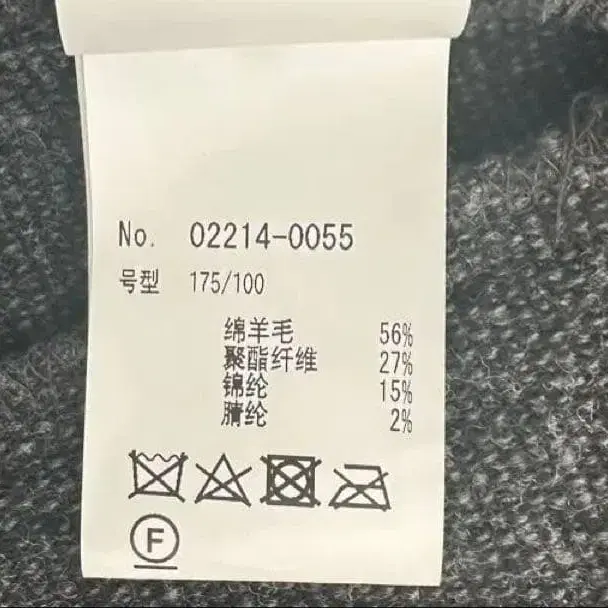 No. 02214-0055
号型 175/100
绵羊毛 56%
聚酯纤维 27%
锦纶 15%
腈纶 2%
F